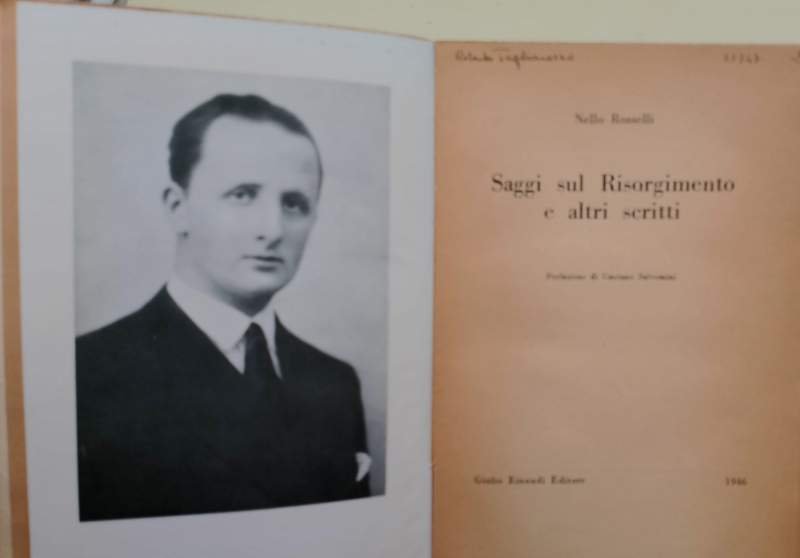 Nello Rosselli
Saggi sul Risorgimento
e altri scritti
Prefazione di Gaetano Salvemini
Giulio Einaudi Editore 1946